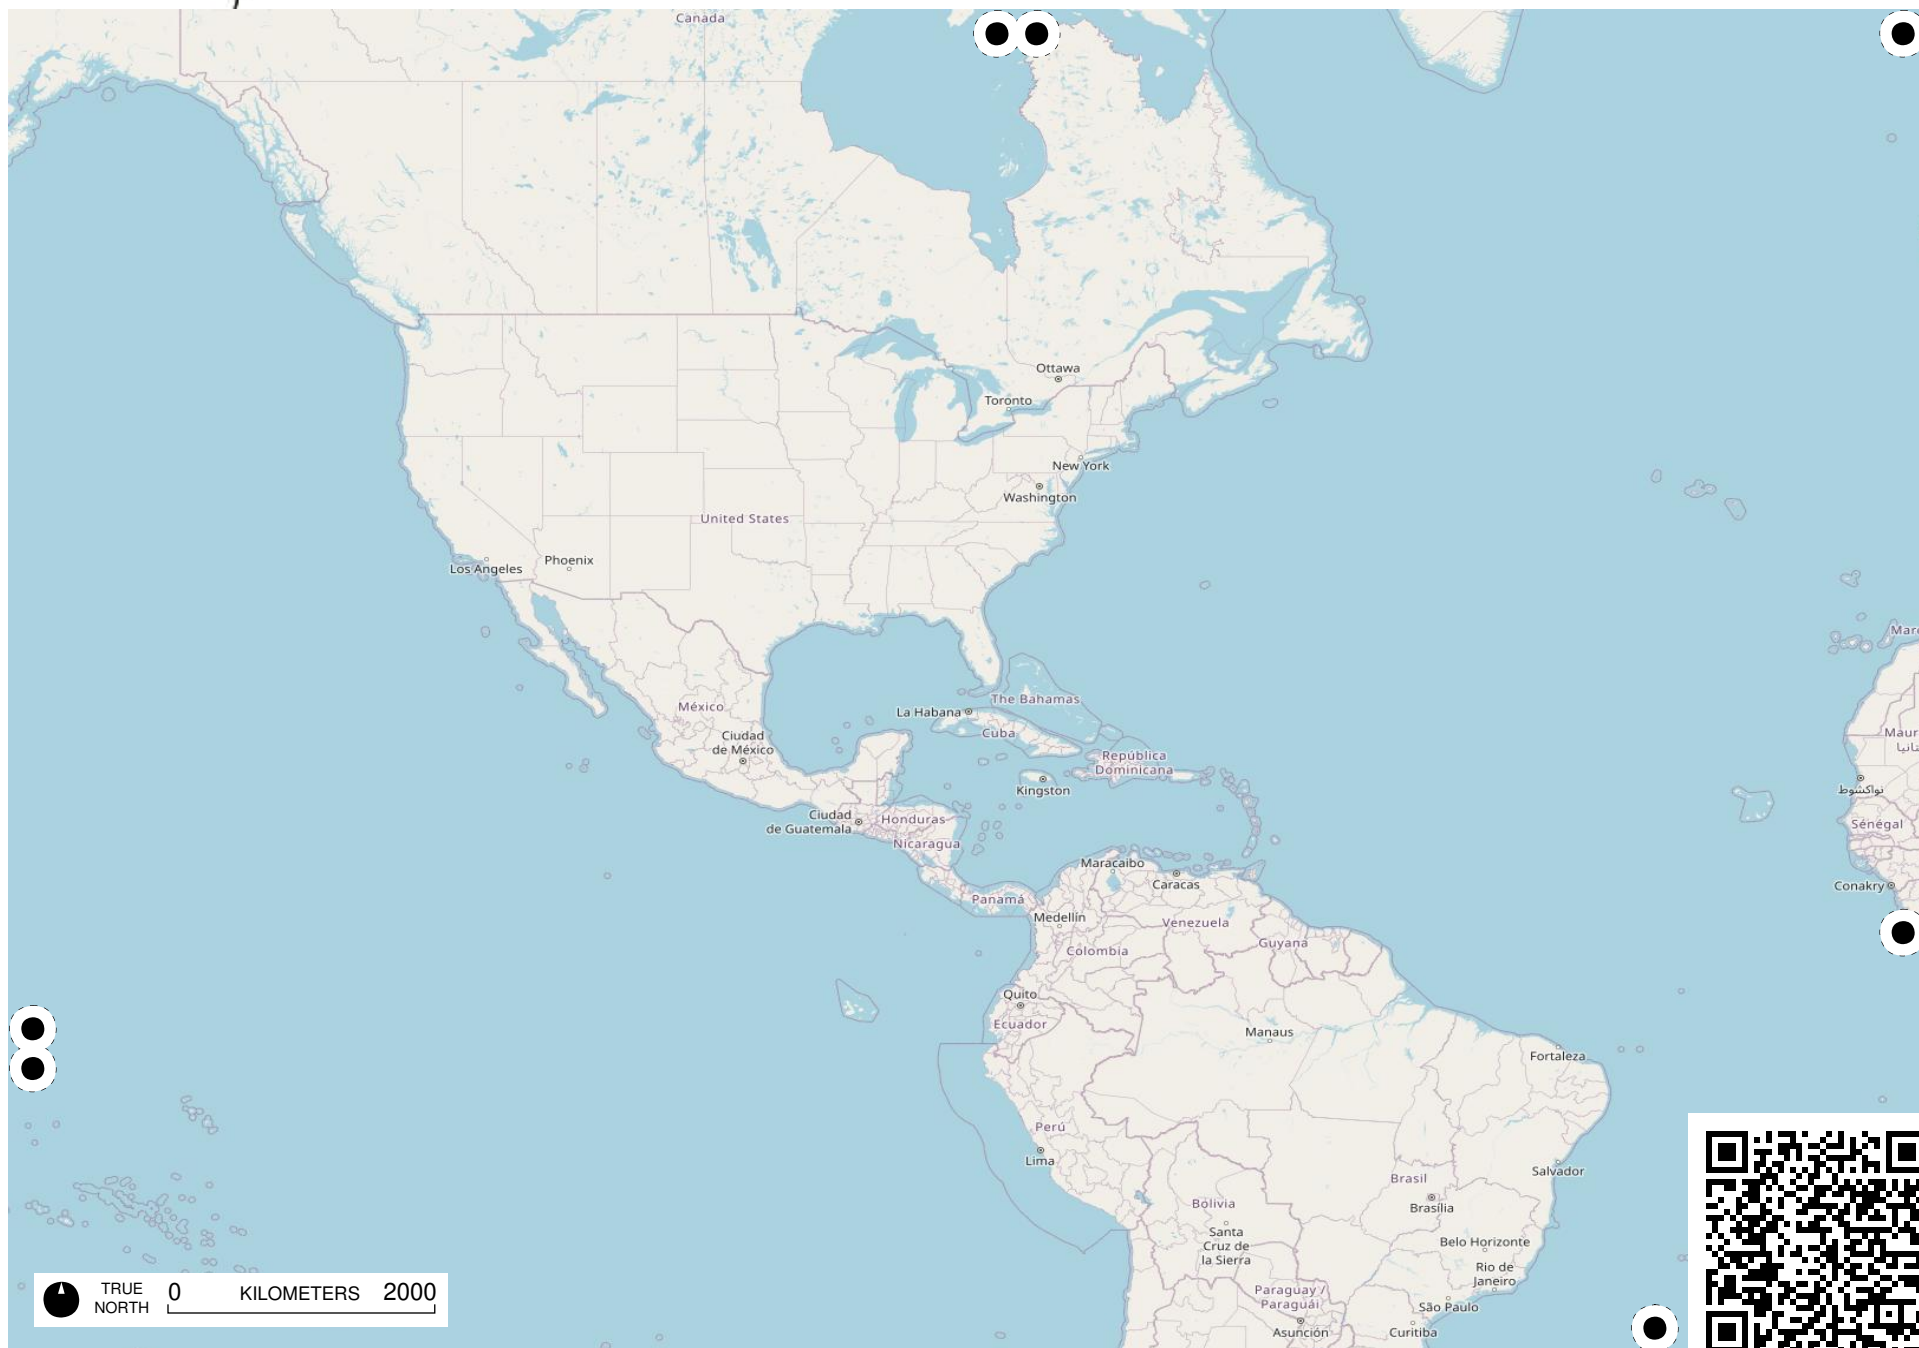 Canada
Ottawa
Toronto
New York
Washington
United States
Los Angeles
Phoenix
México
Ciudad
de México
La Habana
The Bahamas
Cuba
República
Dominicana
Kingston
Ciudad
de Guatemala
Honduras
Nicaragua
نواكشوط
Sénégal
Maracaibo
Caracas
Conakry
Panamá
Medellín
Venezuela
Guyana
Colombia
Quito
Ecuador
Manaus
Fortaleza
Perú
Lima
Salvador
Brasil
Bolivia
Brasília
Santa
Cruz de
la Sierra
Belo Horizonte
Rio de
Janeiro
Paraguay /
Paraguái
São Paulo
Asunción
Curitiba
TRUE
NORTH
0 KILOMETERS 2000